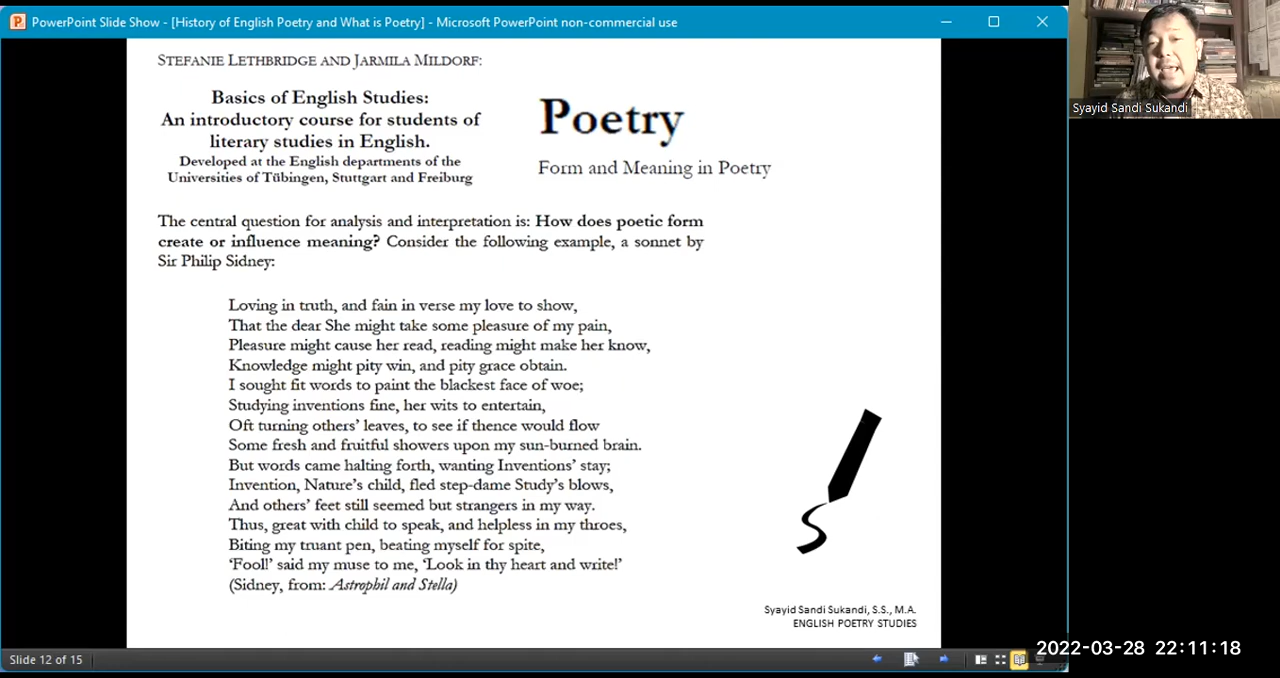 PowerPoint Slide Show - [History of English Poetry and What is Poetry] - Microsoft PowerPoint non-commercial use
STEFANIE LETHBRIDGE AND JARMILA MILDORF:
Basics of English Studies:
An introductory course for students of
literary studies in English.
Developed at the English departments of the
Universities of Tübingen, Stuttgart and Freiburg
Poetry
Form and Meaning in Poetry
The central question for analysis and interpretation is: How does poetic form
create or influence meaning? Consider the following example, a sonnet by
Sir Philip Sidney:
Loving in truth, and fain in verse my love to show,
That the dear She might take some pleasure of my pain,
Pleasure might cause her read, reading might make her know,
Knowledge might pity win, and pity grace obtain.
I sought fit words to paint the blackest face of woe;
Studying inventions fine, her wits to entertain,
Oft turning others’ leaves, to see if thence would flow
Some fresh and fruitful showers upon my sun-burned brain.
But words came halting forth, wanting Inventions’ stay;
Invention, Nature’s child, fled step-dame Study’s blows,
And others’ feet still seemed but strangers in my way.
Thus, great with child to speak, and helpless in my throes,
Biting my truant pen, beating myself for spite,
‘Fool!’ said my muse to me, ‘Look in thy heart and write!’
(Sidney, from: Astrophil and Stella)
Syayid Sandi Sukandi, S.S., M.A.
ENGLISH POETRY STUDIES
Slide 12 of 15
Syayid Sandi Sukandi
2022-03-28 22:11:18